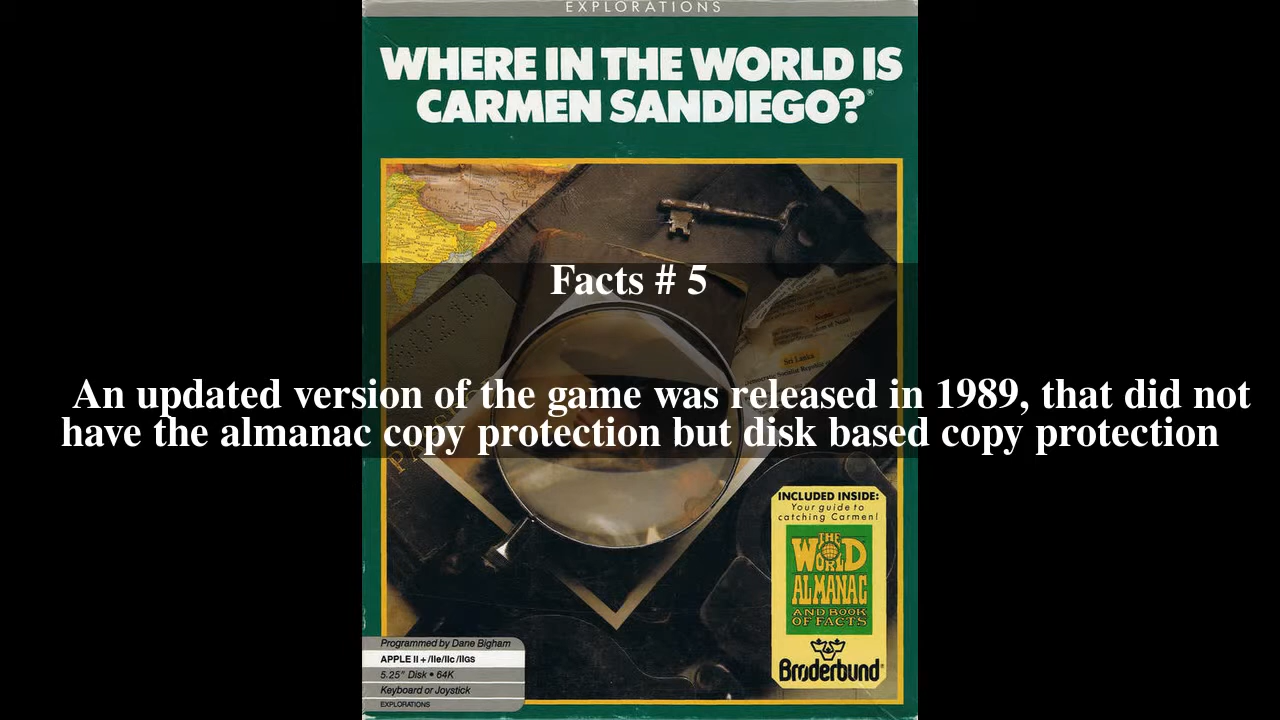 EXPLORATIONS
WHERE IN THE WORLD IS
CARMEN SANDIEGO?®
Facts # 5
Sri Lanka
An updated version of the game was released in 1989, that did not
have the almanac copy protection but disk based copy protection
INCLUDED INSIDE:
Your guide to
catching Carmen!
THE
WORLD
ALMANAC
AND BOOK
OF FACTS
Brøderbund®
Programmed by Dane Bigham
APPLE II + /IIe/IIc/IIGS
5.25" Disk • 64K
Keyboard or Joystick
EXPLORATIONS